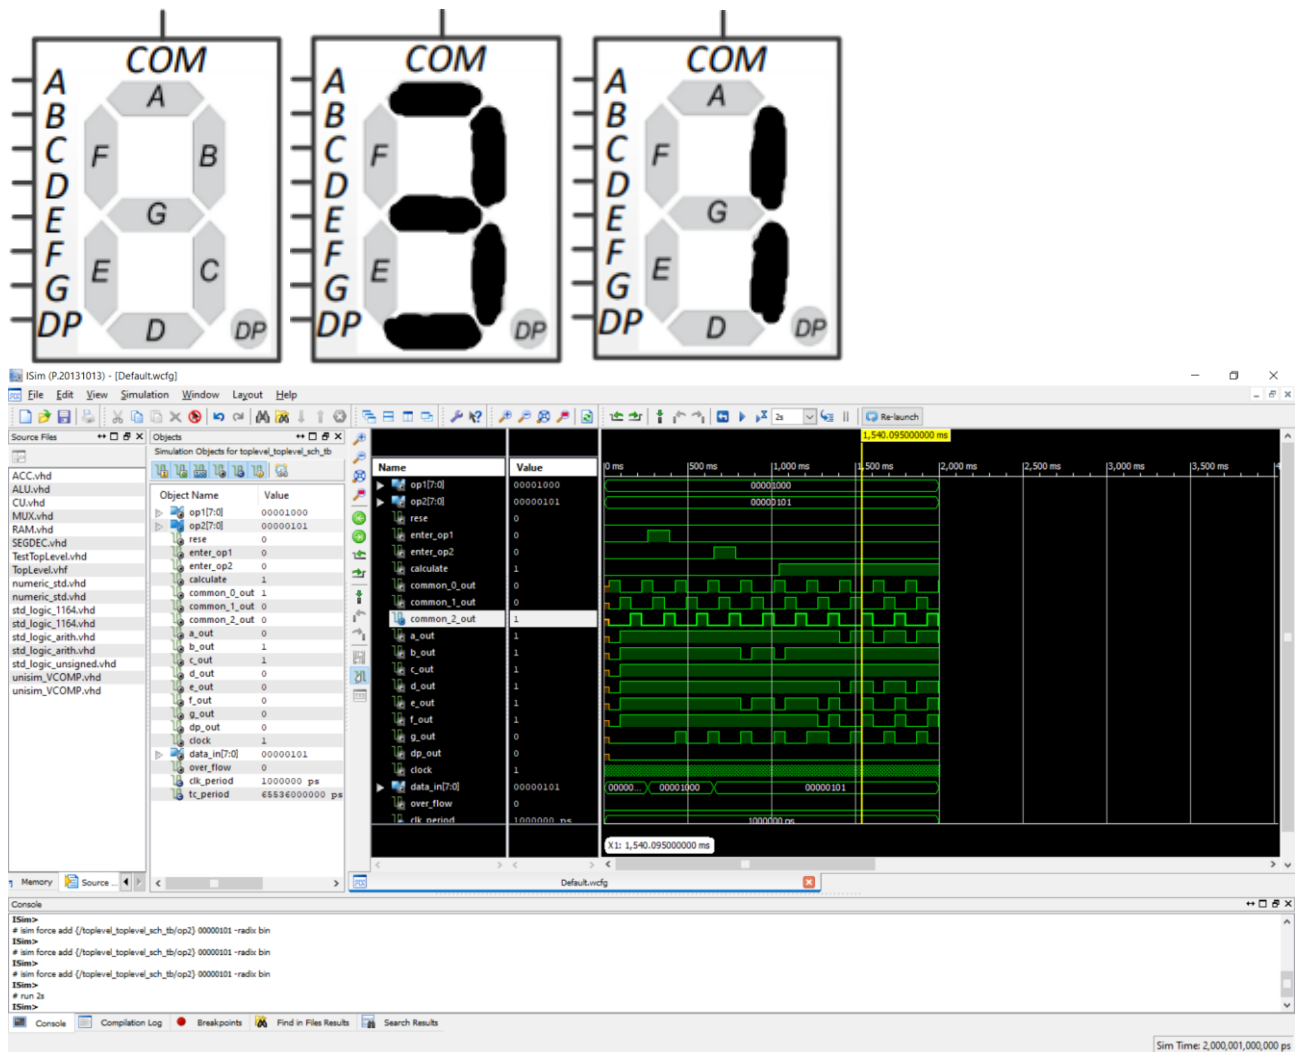 COM COM COM
A A A A A
B B
C F B C F C F
D D D
E G E E G
F F F
G E C G E G E
DP D DP DP DP DP D DP
ISim (P.20131013) - [Default.wcfg]
File Edit View Simulation Window Layout Help
2s Re-launch
Source Files
ACC.vhd
ALU.vhd
CU.vhd
MUX.vhd
RAM.vhd
SEGDEC.vhd
TestTopLevel.vhd
TopLevel.vhf
numeric_std.vhd
numeric_std.vhd
std_logic_1164.vhd
std_logic_1164.vhd
std_logic_arith.vhd
std_logic_arith.vhd
std_logic_unsigned.vhd
unisim_VCOMP.vhd
unisim_VCOMP.vhd
Memory Source ...
Objects
Simulation Objects for toplevel_toplevel_sch_tb
Object Name Value
op1[7:0] 00001000
op2[7:0] 00000101
rese 0
enter_op1 0
enter_op2 0
calculate 1
common_0_out 1
common_1_out 0
common_2_out 0
a_out 0
b_out 1
c_out 1
d_out 0
e_out 0
f_out 0
g_out 0
dp_out 0
clock 1
data_in[7:0] 00000101
over_flow 0
clk_period 1000000 ps
tc_period 65536000000 ps
1,540.095000000 ms
Name Value 0 ms 500 ms 1,000 ms 1,500 ms 2,000 ms 2,500 ms 3,000 ms 3,500 ms 4
op1[7:0] 00001000 00001000
op2[7:0] 00000101 00000101
rese 0
enter_op1 0
enter_op2 0
calculate 1
common_0_out 0
common_1_out 0
common_2_out 1
a_out 1
b_out 1
c_out 1
d_out 1
e_out 1
f_out 1
g_out 0
dp_out 0
clock 1
data_in[7:0] 00000101 00000... 00001000 00000101
over_flow 0
clk_period 1000000 ps 1000000 ps
X1: 1,540.095000000 ms
Default.wcfg
Console
ISim>
# isim force add {/toplevel_toplevel_sch_tb/op2} 00000101 -radix bin
ISim>
# isim force add {/toplevel_toplevel_sch_tb/op2} 00000101 -radix bin
ISim>
# isim force add {/toplevel_toplevel_sch_tb/op2} 00000101 -radix bin
ISim>
# run 2s
ISim>
Console Compilation Log Breakpoints Find in Files Results Search Results
Sim Time: 2,000,001,000,000 ps